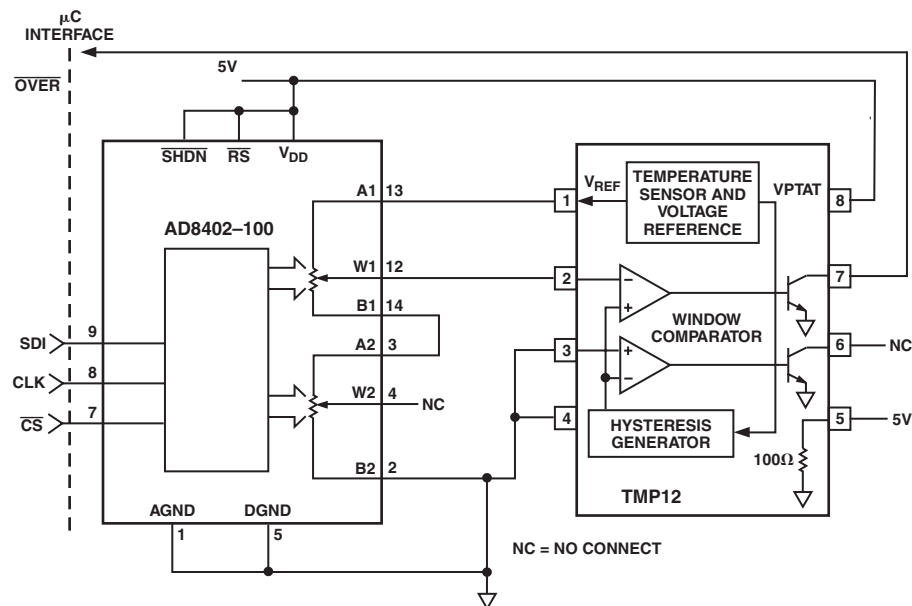 μC
INTERFACE
OVER
5V
SHDN
RS
VDD
AD8402–100
A1 13
W1 12
B1 14
A2 3
W2 4
NC
B2 2
SDI
9
CLK
8
CS
7
AGND
DGND
1
5
VREF
TEMPERATURE
SENSOR AND
VOLTAGE
REFERENCE
VPTAT
1
8
2
7
–
+
WINDOW
COMPARATOR
3
6
NC
+
–
4
5
5V
HYSTERESIS
GENERATOR
100Ω
TMP12
NC = NO CONNECT